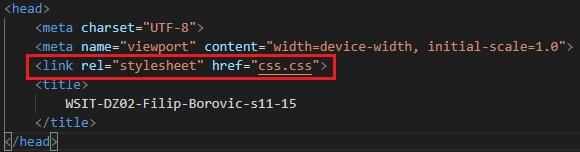 <head>
<meta charset="UTF-8">
<meta name="viewport" content="width=device-width, initial-scale=1.0">
<link rel="stylesheet" href="css.css">
<title>
WSIT-DZ02-Filip-Borovic-s11-15
</title>
</head>